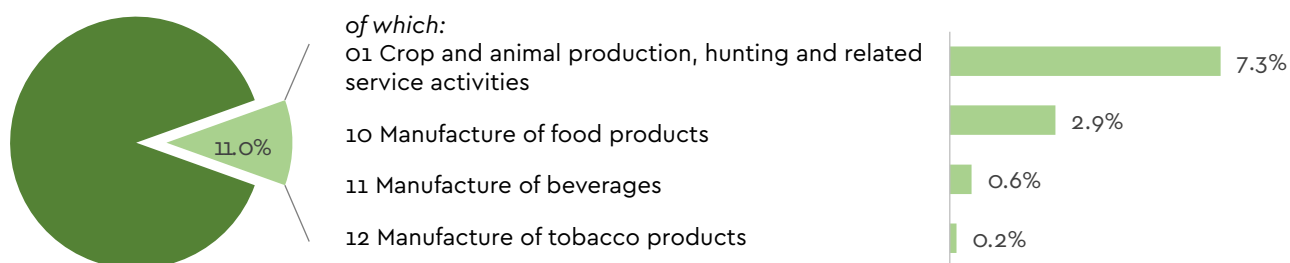 of which:
01 Crop and animal production, hunting and related
service activities
7.3%
10 Manufacture of food products
2.9%
11.0%
11 Manufacture of beverages
0.6%
12 Manufacture of tobacco products
0.2%